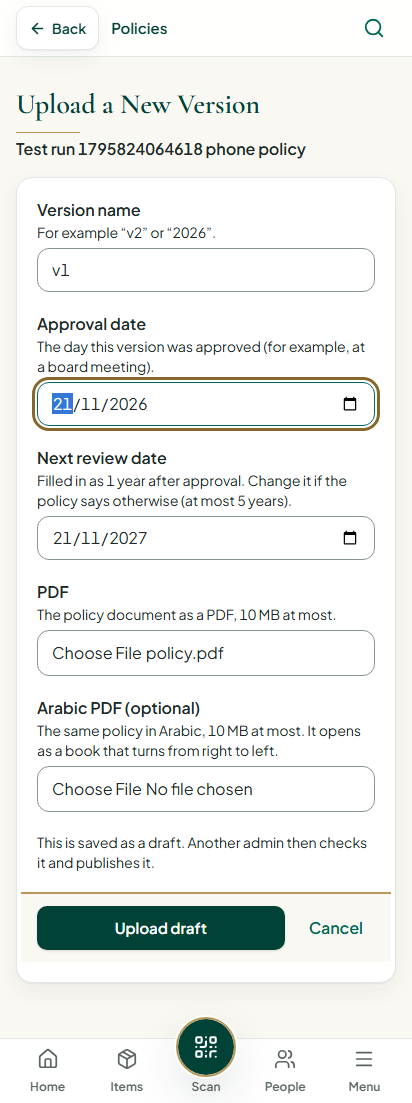 Back
Policies
Upload a New Version
Test run 1795824064618 phone policy
Version name
For example “v2” or “2026”.
v1
Approval date
The day this version was approved (for example, at
a board meeting).
21/11/2026
Next review date
Filled in as 1 year after approval. Change it if the
policy says otherwise (at most 5 years).
21/11/2027
PDF
The policy document as a PDF, 10 MB at most.
Choose File policy.pdf
Arabic PDF (optional)
The same policy in Arabic, 10 MB at most. It opens
as a book that turns from right to left.
Choose File No file chosen
This is saved as a draft. Another admin then checks
it and publishes it.
Upload draft
Cancel
Home
Items
Scan
People
Menu